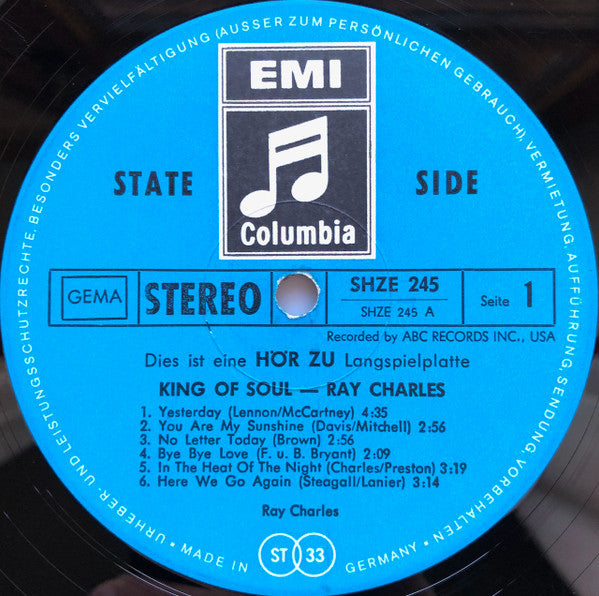 URHEBER- UND LEISTUNGSSCHUTZRECHTE, BESONDERS VERVIELFÄLTIGUNG (AUSSER ZUM PERSÖNLICHEN GEBRAUCH), VERMIETUNG, AUFFÜHRUNG, SENDUNG, VORBEHALTEN
EMI
STATE SIDE
Columbia
GEMA STEREO SHZE 245 Seite 1
SHZE 245 A
Recorded by ABC RECORDS INC., USA
Dies ist eine HÖR ZU Langspielplatte
KING OF SOUL — RAY CHARLES
1. Yesterday (Lennon/McCartney) 4:35
2. You Are My Sunshine (Davis/Mitchell) 2:56
3. No Letter Today (Brown) 2:56
4. Bye Bye Love (F. u. B. Bryant) 2:09
5. In The Heat Of The Night (Charles/Preston) 3:19
6. Here We Go Again (Steagall/Lanier) 3:14
Ray Charles
MADE IN ST 33 GERMANY